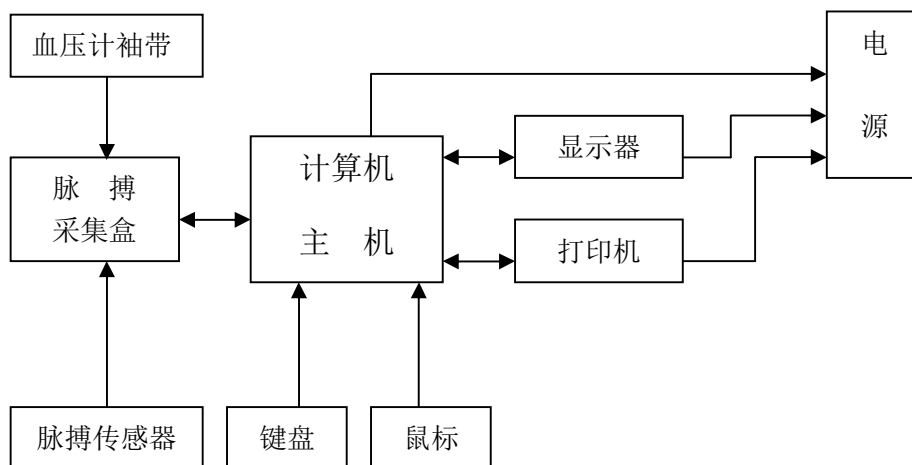 血压计袖带
电
源
显示器
计算机
主 机
脉 搏
采集盒
打印机
脉搏传感器
键盘
鼠标